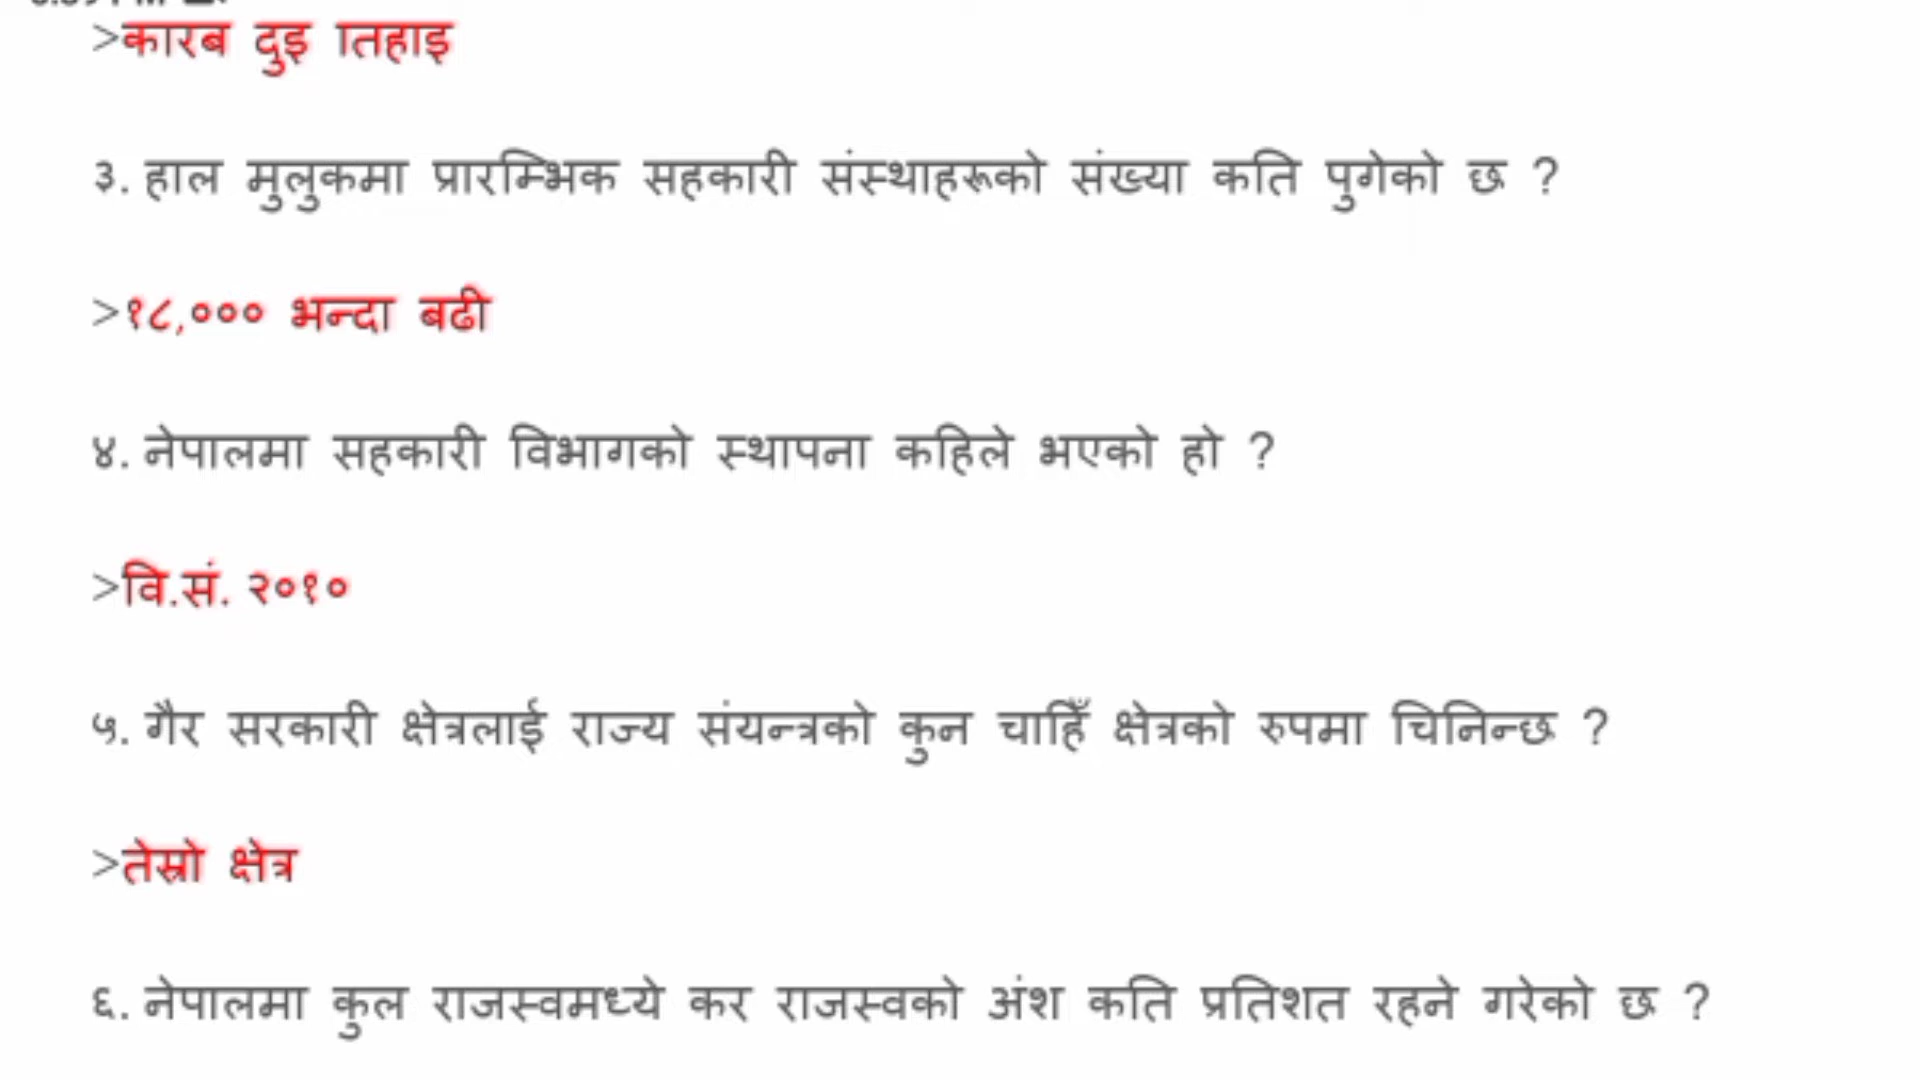 >कारब दुइ तिहाइ
३. हाल मुलुकमा प्रारम्भिक सहकारी संस्थाहरूको संख्या कति पुगेको छ ?
>१८,००० भन्दा बढी
४. नेपालमा सहकारी विभागको स्थापना कहिले भएको हो ?
>वि.सं. २०१०
५. गैर सरकारी क्षेत्रलाई राज्य संयन्त्रको कुन चाहिँ क्षेत्रको रुपमा चिनिन्छ ?
>तेस्रो क्षेत्र
६. नेपालमा कुल राजस्वमध्ये कर राजस्वको अंश कति प्रतिशत रहने गरेको छ ?